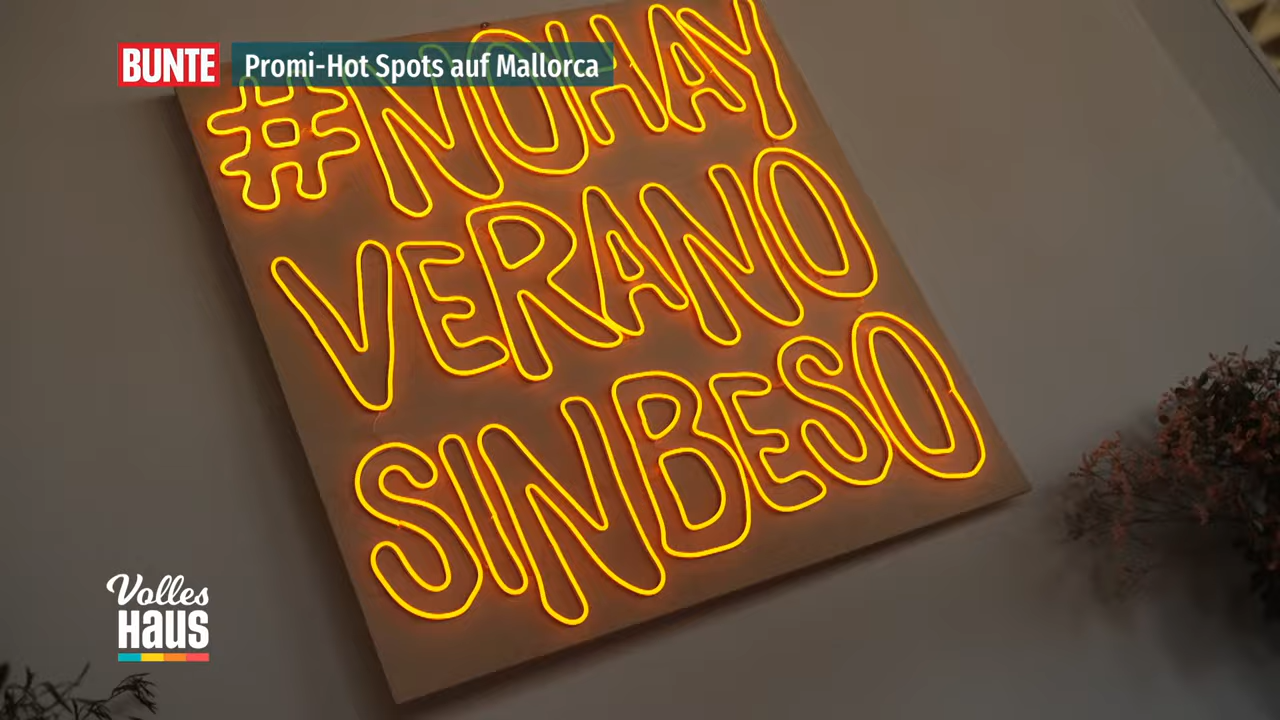 BUNTE Promi-Hot Spots auf Mallorca
#NOHAY
VERANO
SINBESO
Volles
Haus